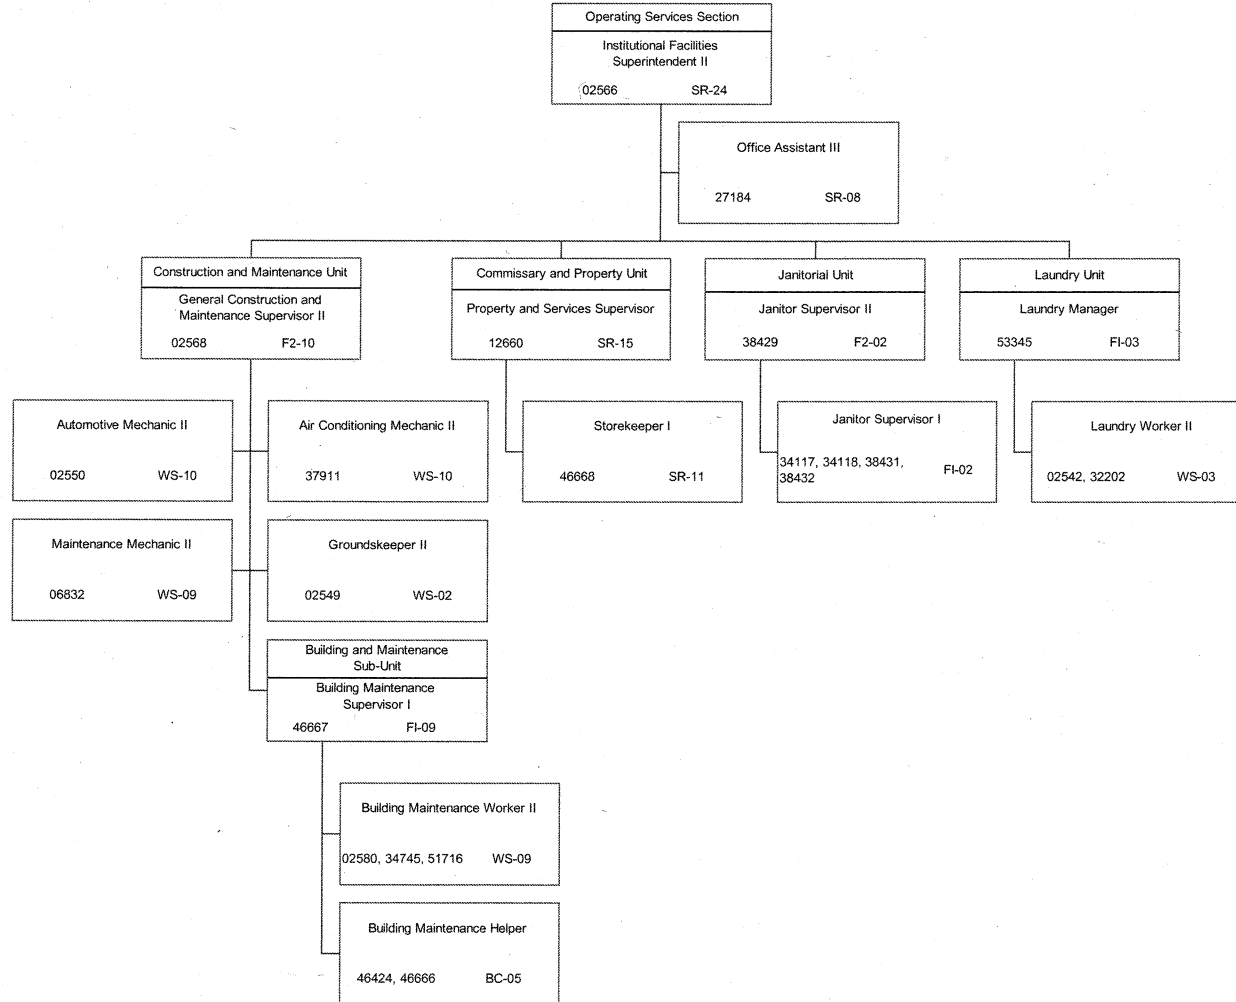 Operating Services Section
Institutional Facilities
Superintendent II
02566 SR-24
Office Assistant III
27184 SR-08
Construction and Maintenance Unit
General Construction and
Maintenance Supervisor II
02568 F2-10
Commissary and Property Unit
Property and Services Supervisor
12660 SR-15
Janitorial Unit
Janitor Supervisor II
38429 F2-02
Laundry Unit
Laundry Manager
53345 FI-03
Automotive Mechanic II
02550 WS-10
Air Conditioning Mechanic II
37911 WS-10
Storekeeper I
46668 SR-11
Janitor Supervisor I
34117, 34118, 38431,
38432 FI-02
Laundry Worker II
02542, 32202 WS-03
Maintenance Mechanic II
06832 WS-09
Groundskeeper II
02549 WS-02
Building and Maintenance
Sub-Unit
Building Maintenance
Supervisor I
46667 FI-09
Building Maintenance Worker II
02580, 34745, 51716 WS-09
Building Maintenance Helper
46424, 46666 BC-05